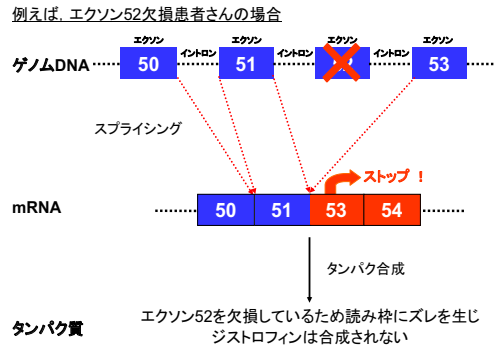 例えば，エクソン52欠損患者さんの場合
エクソン イントロン エクソン イントロン エクソン イントロン エクソン
ゲノムDNA 50 51 53
スプライシング
ストップ！
mRNA 50 51 53 54
タンパク合成
タンパク質
エクソン52を欠損しているため読み枠にズレを生じ
ジストロフィンは合成されない